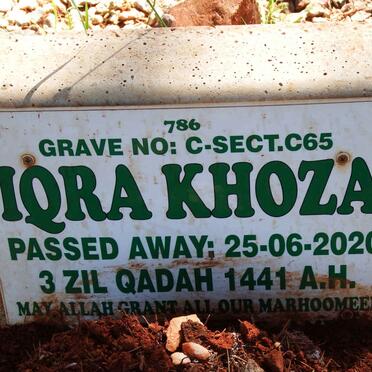 786
GRAVE NO: C-SECT.C65
IQRA KHOZA
PASSED AWAY: 25-06-2020
3 ZIL QADAH 1441 A.H.
MAY ALLAH GRANT ALL OUR MARHOOMEEN